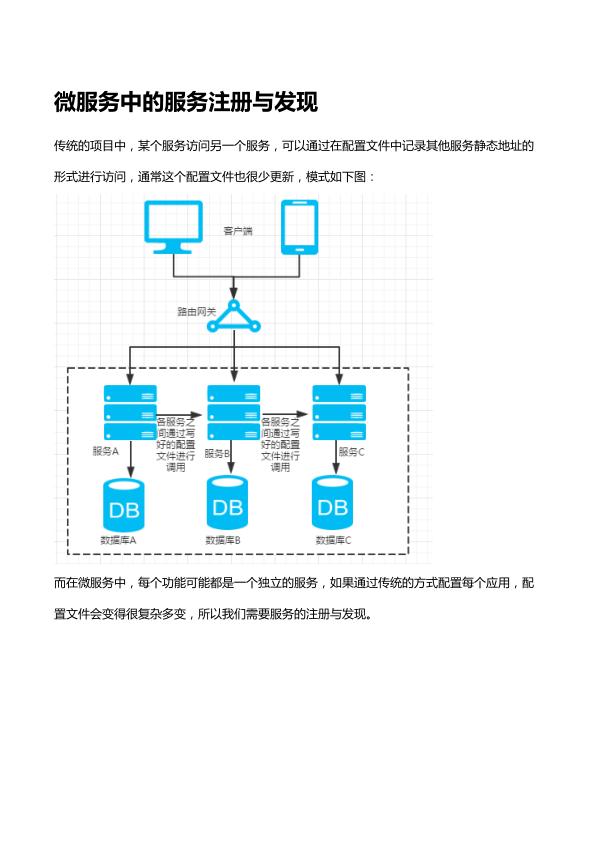 微服务中的服务注册与发现
传统的项目中，某个服务访问另一个服务，可以通过在配置文件中记录其他服务静态地址的
形式进行访问，通常这个配置文件也很少更新，模式如下图：
客户端
路由网关
各服务之
间通过写
好的配置
文件进行
调用
各服务之
间通过写
好的配置
文件进行
调用
服务A
服务B
服务C
DB
DB
DB
数据库A
数据库B
数据库C
而在微服务中，每个功能可能都是一个独立的服务，如果通过传统的方式配置每个应用，配
置文件会变得很复杂多变，所以我们需要服务的注册与发现。